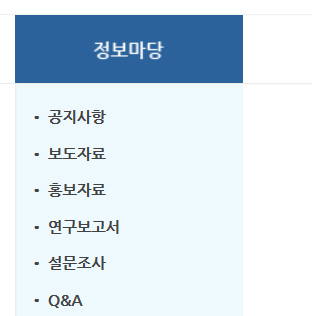 정보마당
• 공지사항
• 보도자료
• 홍보자료
• 연구보고서
• 설문조사
• Q&A